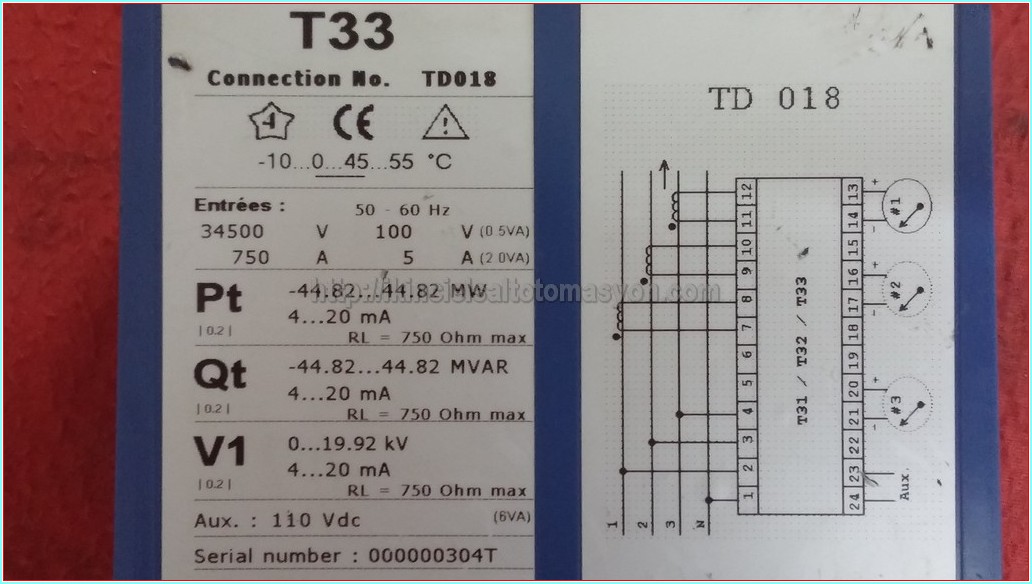 T33
Connection No. TD018
4 CE
-10...0...45...55 °C
Entrées : 50 - 60 Hz
34500 V 100 V (0.5VA)
750 A 5 A (2.0VA)
Pt -44.82...44.82 MW
4...20 mA
|0.2| RL = 750 Ohm max
Qt -44.82...44.82 MVAR
4...20 mA
|0.2| RL = 750 Ohm max
V1 0...19.92 kV
4...20 mA
|0.2| RL = 750 Ohm max
Aux. : 110 Vdc (6VA)
Serial number : 000000304T
TD 018
12 11 10 9 8 7 6 5 4 3 2 1
T31 / T32 / T33
13 14 15 16 17 18 19 20 21 22 23 24
+ #1 -
+ #2 -
+ #3 -
Aux.
1 2 3 N